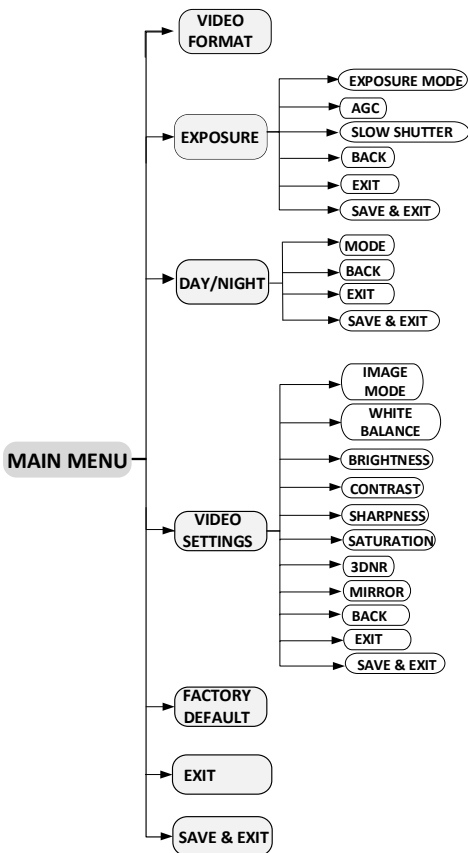 VIDEO
FORMAT
EXPOSURE
EXPOSURE MODE
AGC
SLOW SHUTTER
BACK
EXIT
SAVE & EXIT
DAY/NIGHT
MODE
BACK
EXIT
SAVE & EXIT
MAIN MENU
VIDEO
SETTINGS
IMAGE
MODE
WHITE
BALANCE
BRIGHTNESS
CONTRAST
SHARPNESS
SATURATION
3DNR
MIRROR
BACK
EXIT
SAVE & EXIT
FACTORY
DEFAULT
EXIT
SAVE & EXIT